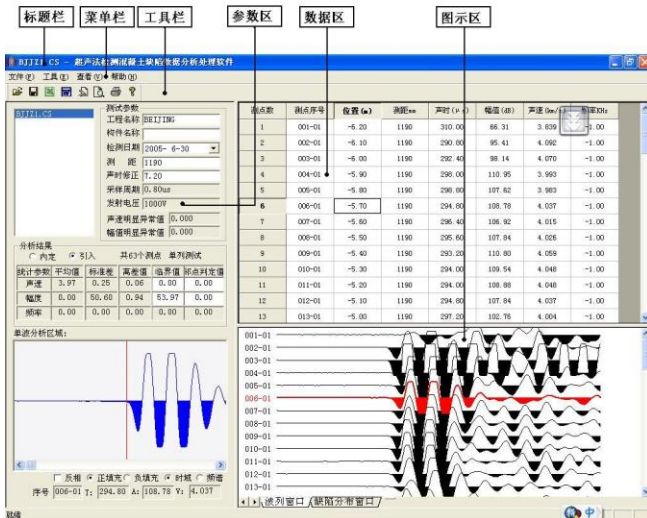 标题栏 菜单栏 工具栏 参数区 数据区 图示区
BJJZ1.CS - 超声法检测混凝土缺陷数据分析处理软件
文件(F) 工具(T) 查看(V) 帮助(H)
BJJZ1.CS
测试参数
工程名称 BEIJING
构件名称
检测日期 2005- 6-30
测 距 1190
声时修正 7.20
采样周期 0.80us
发射电压 1000V
声速明显异常值 0.000
幅值明显异常值 0.000
分析结果
内定 引入 共63个测点 单列测试
统计参数 平均值 标准差 离差值 临界值 邻点判定值
声速 3.97 0.25 0.06 0.00 0.00
幅度 0.00 50.60 0.94 53.97 0.00
频率 0.00 0.00 0.00 0.00 0.00
单波分析区域:
反相 正填充 负填充 时域 频谱
序号 006-01 T: 294.80 A: 108.78 V: 4.037
就绪
测点数 测点序号 位置(m) 测距mm 声时(μs) 幅值(dB) 声速(km/s) 频率KHz
1 001-01 -6.20 1190 310.00 66.31 3.839 -1.00
2 002-01 -6.10 1190 290.80 95.41 4.092 -1.00
3 003-01 -6.00 1190 292.40 98.14 4.070 -1.00
4 004-01 -5.90 1190 298.00 110.95 3.993 -1.00
5 005-01 -5.80 1190 298.80 107.62 3.983 -1.00
6 006-01 -5.70 1190 294.80 108.78 4.037 -1.00
7 007-01 -5.60 1190 296.40 106.92 4.015 -1.00
8 008-01 -5.50 1190 295.60 107.84 4.026 -1.00
9 009-01 -5.40 1190 293.20 110.80 4.059 -1.00
10 010-01 -5.30 1190 294.00 109.54 4.048 -1.00
11 011-01 -5.20 1190 294.00 108.88 4.048 -1.00
12 012-01 -5.10 1190 294.80 107.84 4.037 -1.00
13 013-01 -5.00 1190 297.20 102.76 4.004 -1.00
001-01
002-01
003-01
004-01
005-01
006-01
007-01
008-01
009-01
010-01
011-01
012-01
013-01
波列窗口 缺陷分布窗口
中